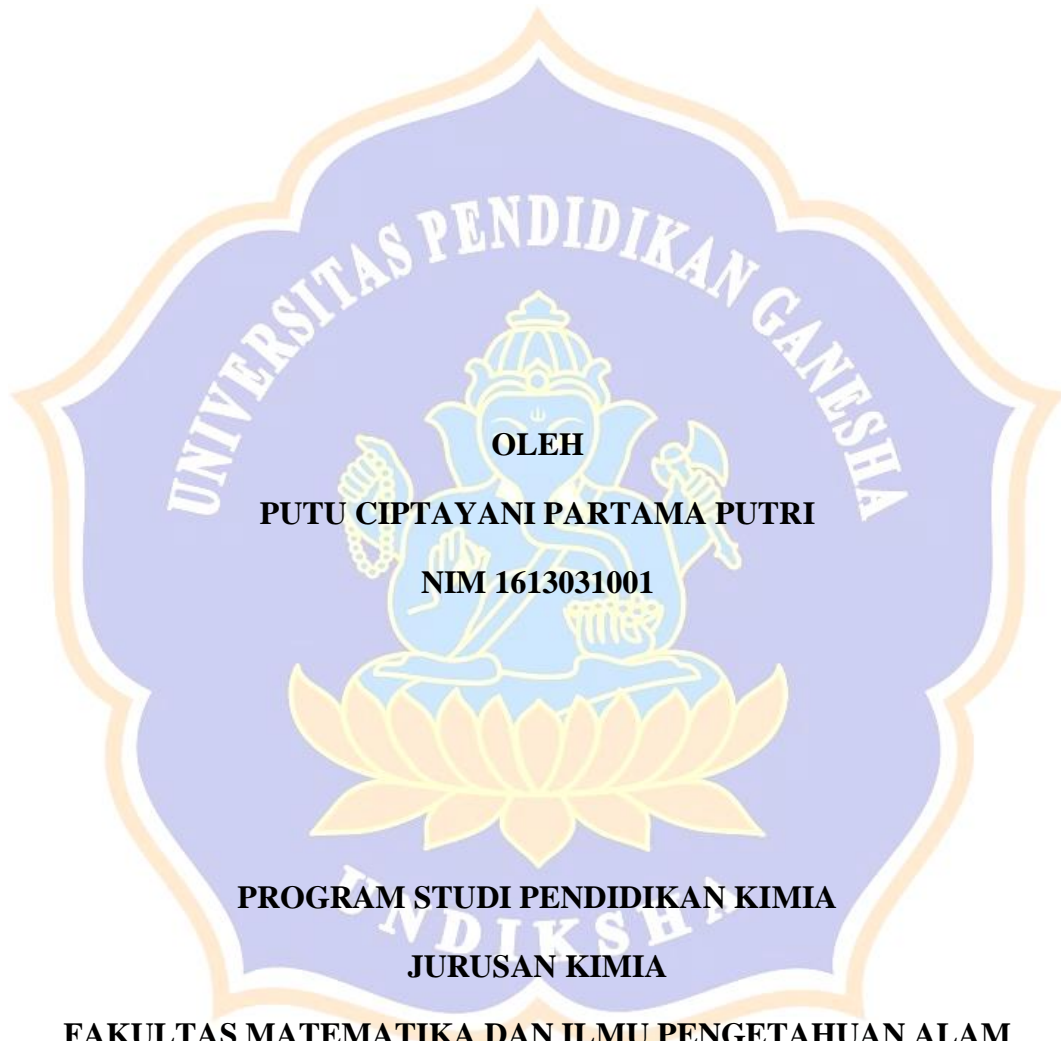 UNIVERSITAS PENDIDIKAN GANESHA
OLEH
PUTU CIPTAYANI PARTAMA PUTRI
NIM 1613031001
PROGRAM STUDI PENDIDIKAN KIMIA
UNDIKSHA
JURUSAN KIMIA
FAKULTAS MATEMATIKA DAN ILMU PENGETAHUAN ALAM